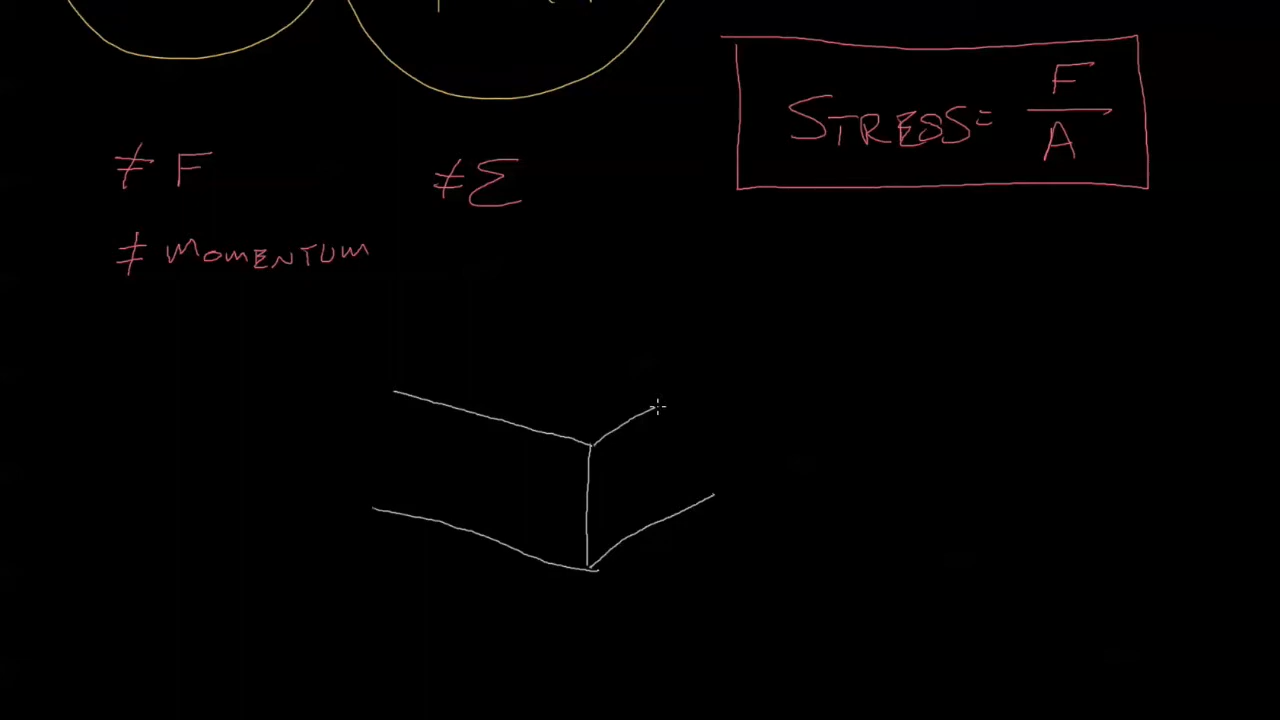 STRESS = F/A
≠ F
≠ Σ
≠ MOMENTUM